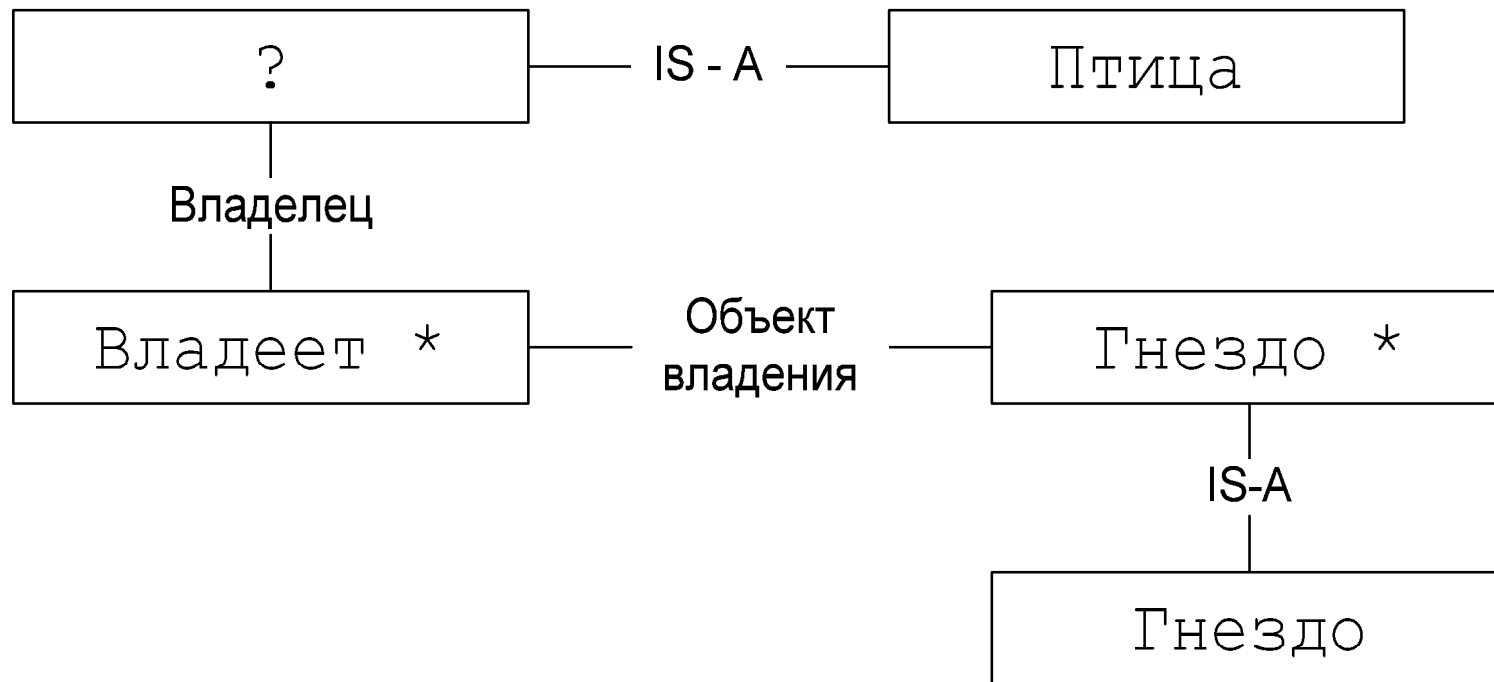 ?
IS - A
Птица
Владелец
Владеет *
Объект
владения
Гнездо *
IS-A
Гнездо